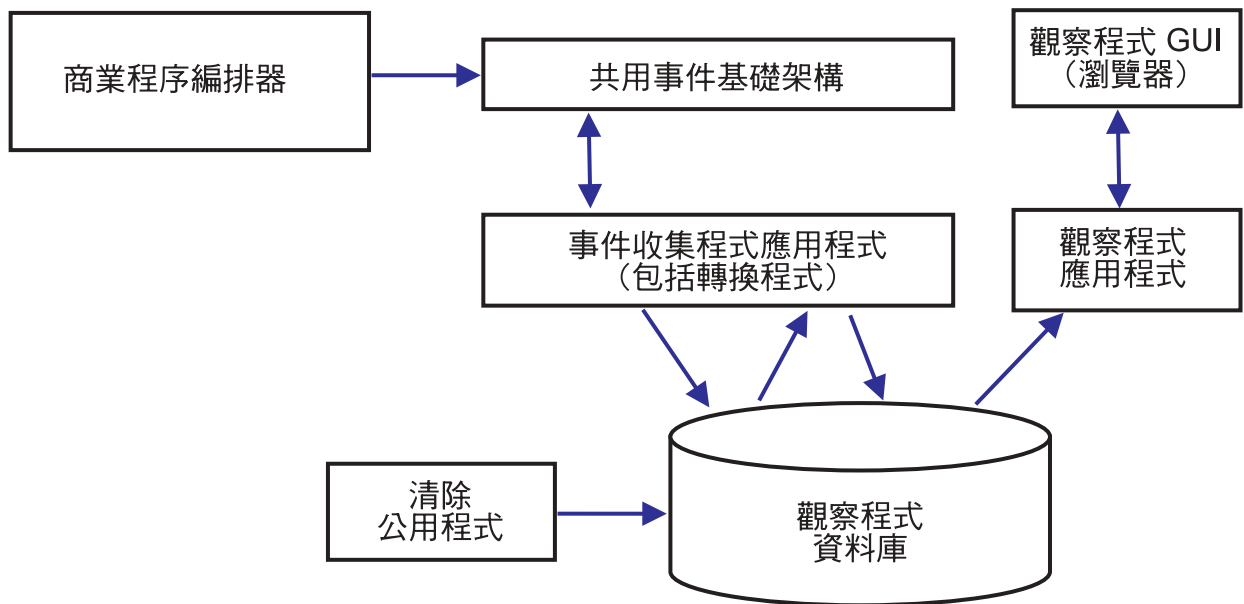 商業程序編排器
共用事件基礎架構
觀察程式 GUI
（瀏覽器）
事件收集程式應用程式
（包括轉換程式）
觀察程式
應用程式
清除
公用程式
觀察程式
資料庫